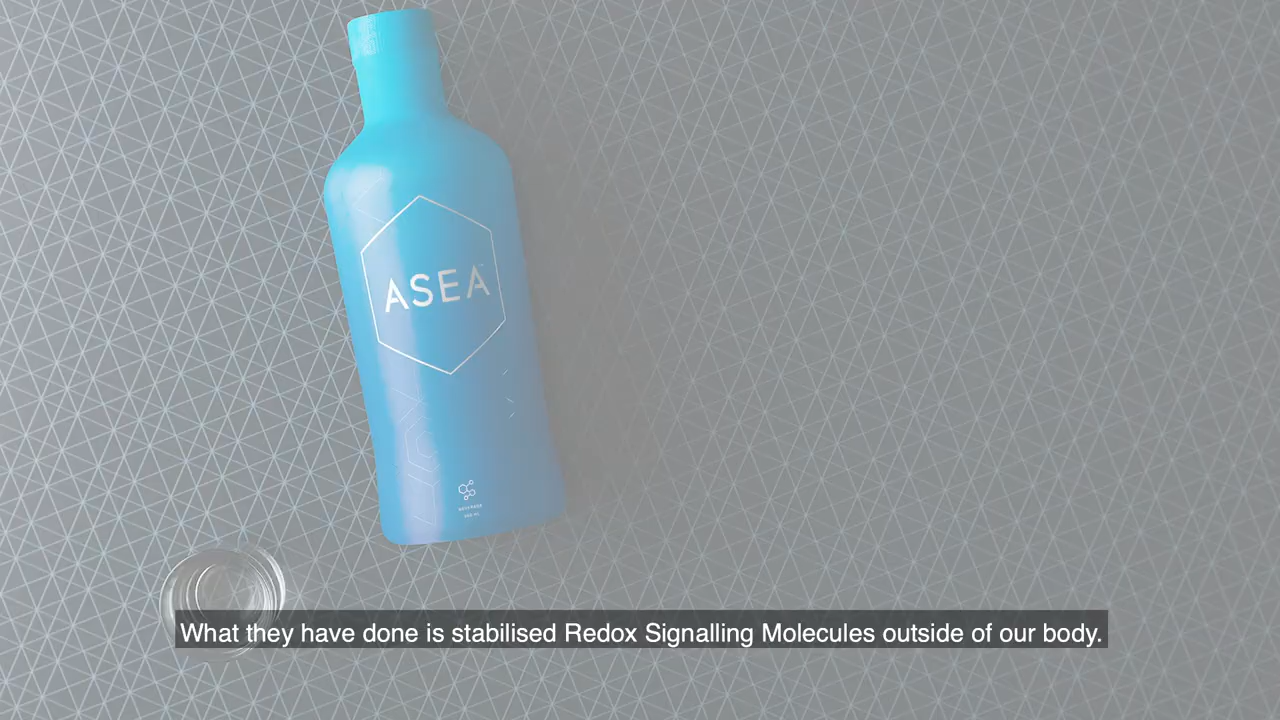 ASEA
What they have done is stabilised Redox Signalling Molecules outside of our body.